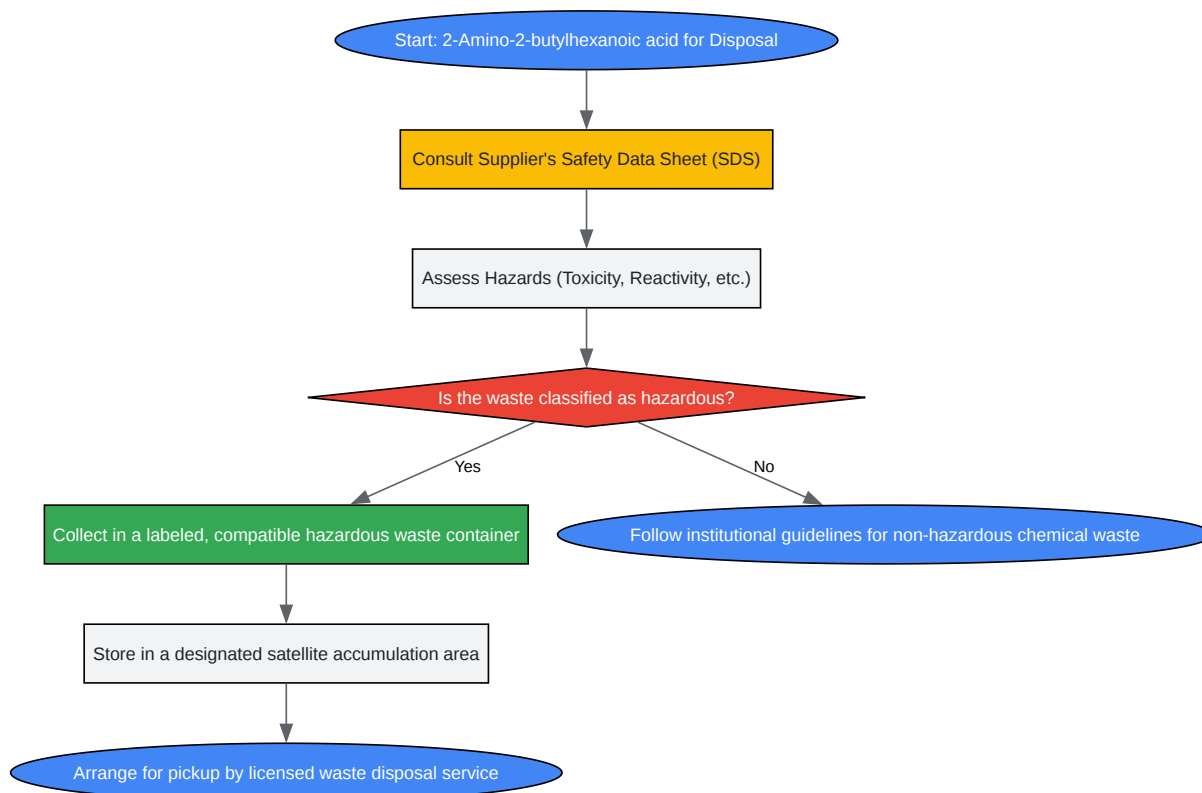 Start: 2-Amino-2-butylhexanoic acid for Disposal
Consult Supplier's Safety Data Sheet (SDS)
Assess Hazards (Toxicity, Reactivity, etc.)
Is the waste classified as hazardous?
Yes
No
Collect in a labeled, compatible hazardous waste container
Follow institutional guidelines for non-hazardous chemical waste
Store in a designated satellite accumulation area
Arrange for pickup by licensed waste disposal service